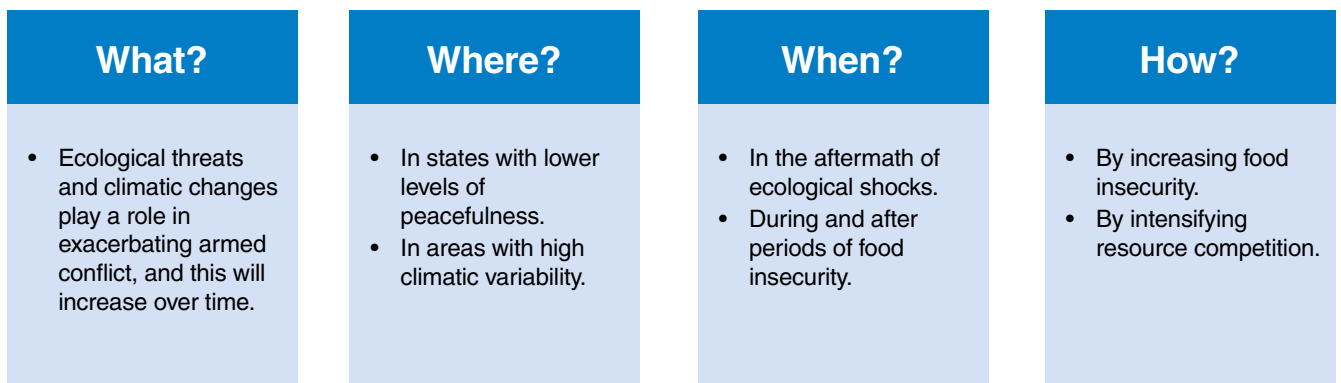 What?
• Ecological threats
and climatic changes
play a role in
exacerbating armed
conflict, and this will
increase over time.
Where?
• In states with lower
levels of
peacefulness.
• In areas with high
climatic variability.
When?
• In the aftermath of
ecological shocks.
• During and after
periods of food
insecurity.
How?
• By increasing food
insecurity.
• By intensifying
resource competition.